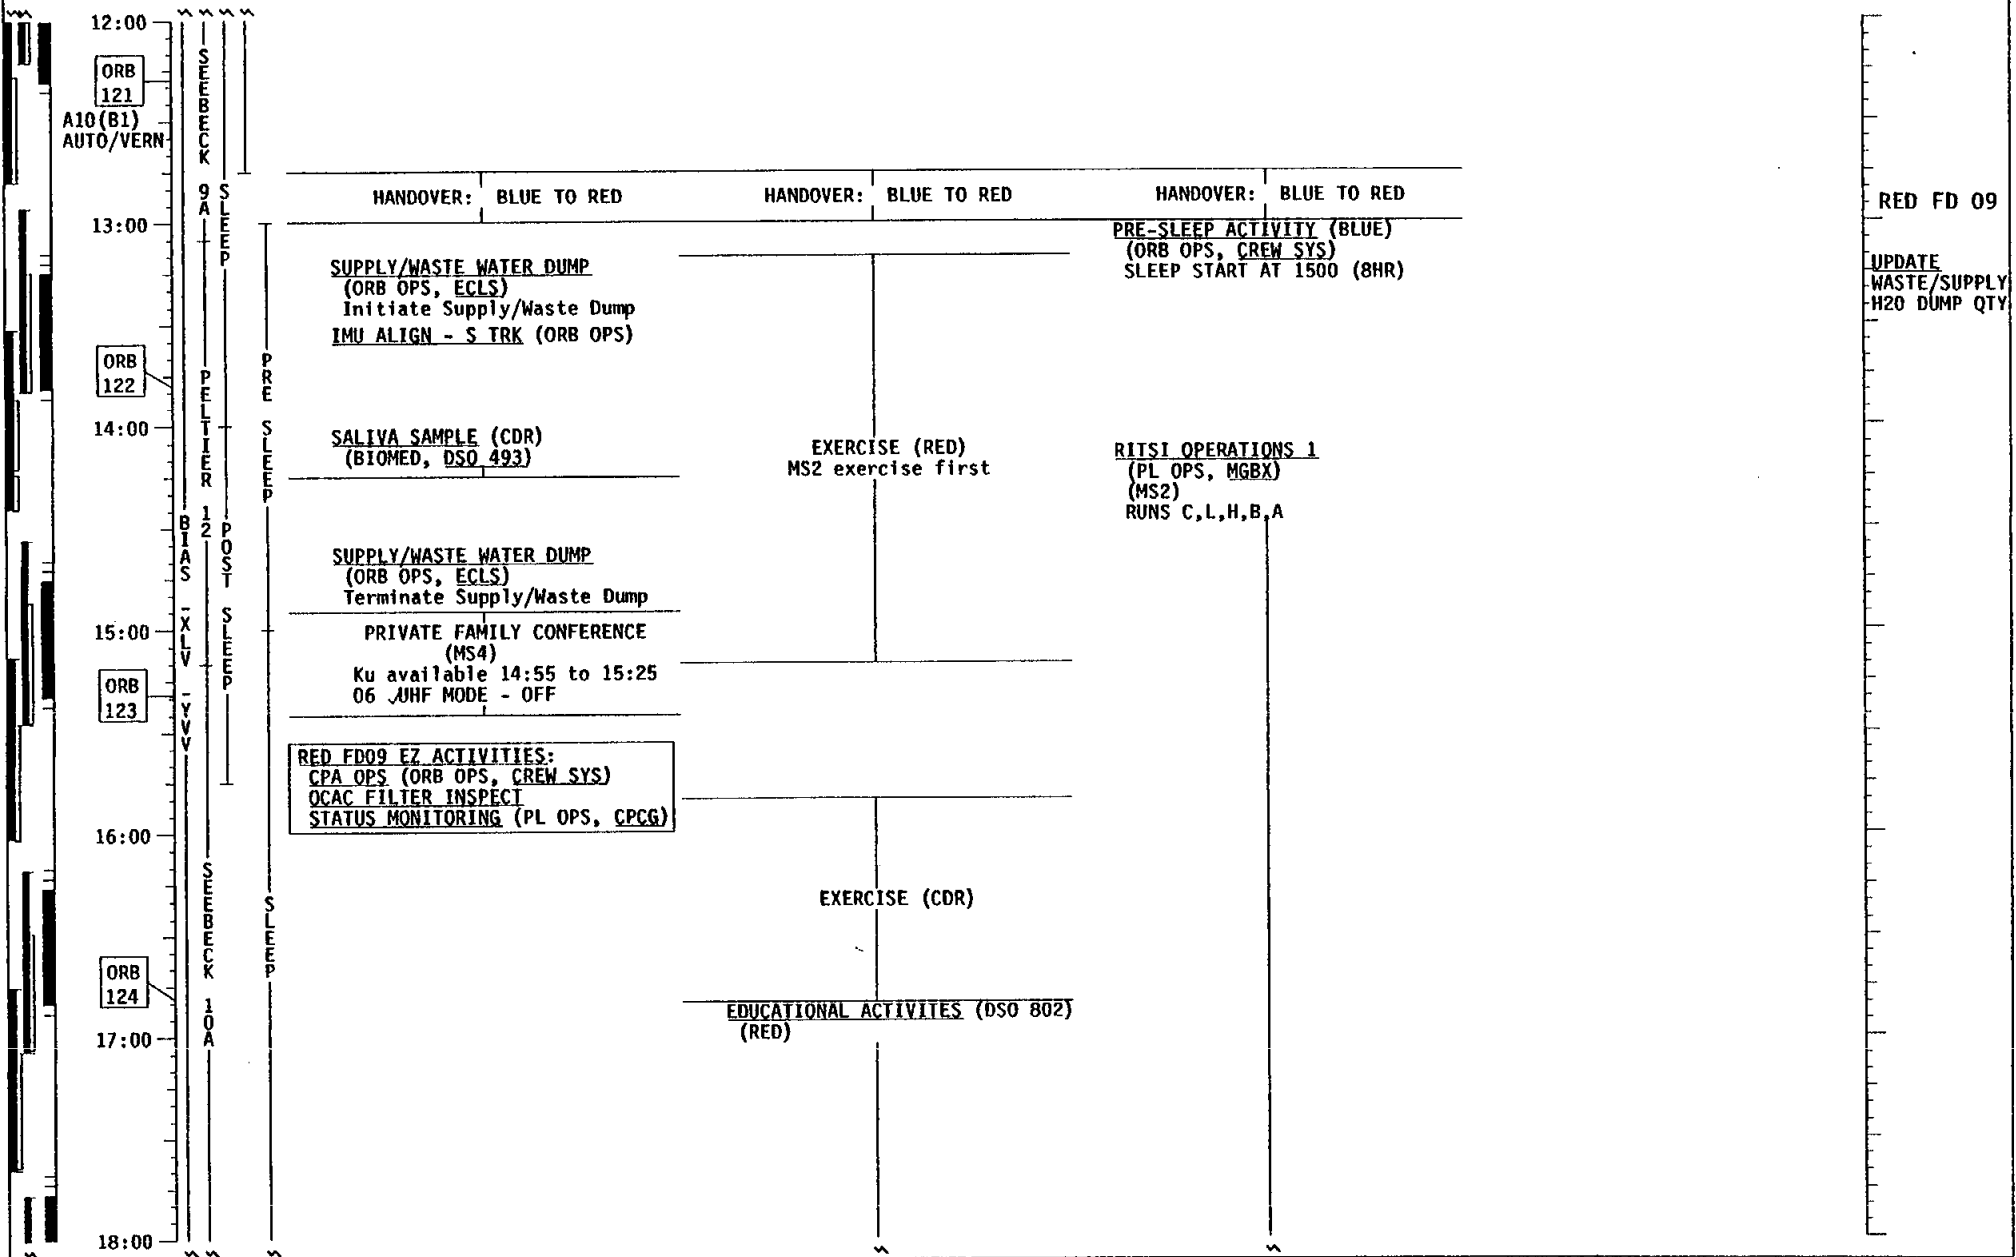 12:00
ORB
121
A10(B1)
AUTO/VERN
13:00
ORB
122
14:00
15:00
ORB
123
16:00
ORB
124
17:00
18:00
BIAS -XLV -YVV
SEEBECK 9A
PELTIER 12
SEEBECK 10A
SLEEP
POST SLEEP
PRE SLEEP
SLEEP
HANDOVER: BLUE TO RED
HANDOVER: BLUE TO RED
HANDOVER: BLUE TO RED
SUPPLY/WASTE WATER DUMP
(ORB OPS, ECLS)
Initiate Supply/Waste Dump
IMU ALIGN - S TRK (ORB OPS)
SALIVA SAMPLE (CDR)
(BIOMED, DSO 493)
SUPPLY/WASTE WATER DUMP
(ORB OPS, ECLS)
Terminate Supply/Waste Dump
PRIVATE FAMILY CONFERENCE
(MS4)
Ku available 14:55 to 15:25
O6 ✓UHF MODE - OFF
RED FD09 EZ ACTIVITIES:
CPA OPS (ORB OPS, CREW SYS)
OCAC FILTER INSPECT
STATUS MONITORING (PL OPS, CPCG)
EXERCISE (RED)
MS2 exercise first
EXERCISE (CDR)
EDUCATIONAL ACTIVITES (DSO 802)
(RED)
PRE-SLEEP ACTIVITY (BLUE)
(ORB OPS, CREW SYS)
SLEEP START AT 1500 (8HR)
RITSI OPERATIONS 1
(PL OPS, MGBX)
(MS2)
RUNS C,L,H,B,A
RED FD 09
UPDATE
WASTE/SUPPLY
H2O DUMP QTY